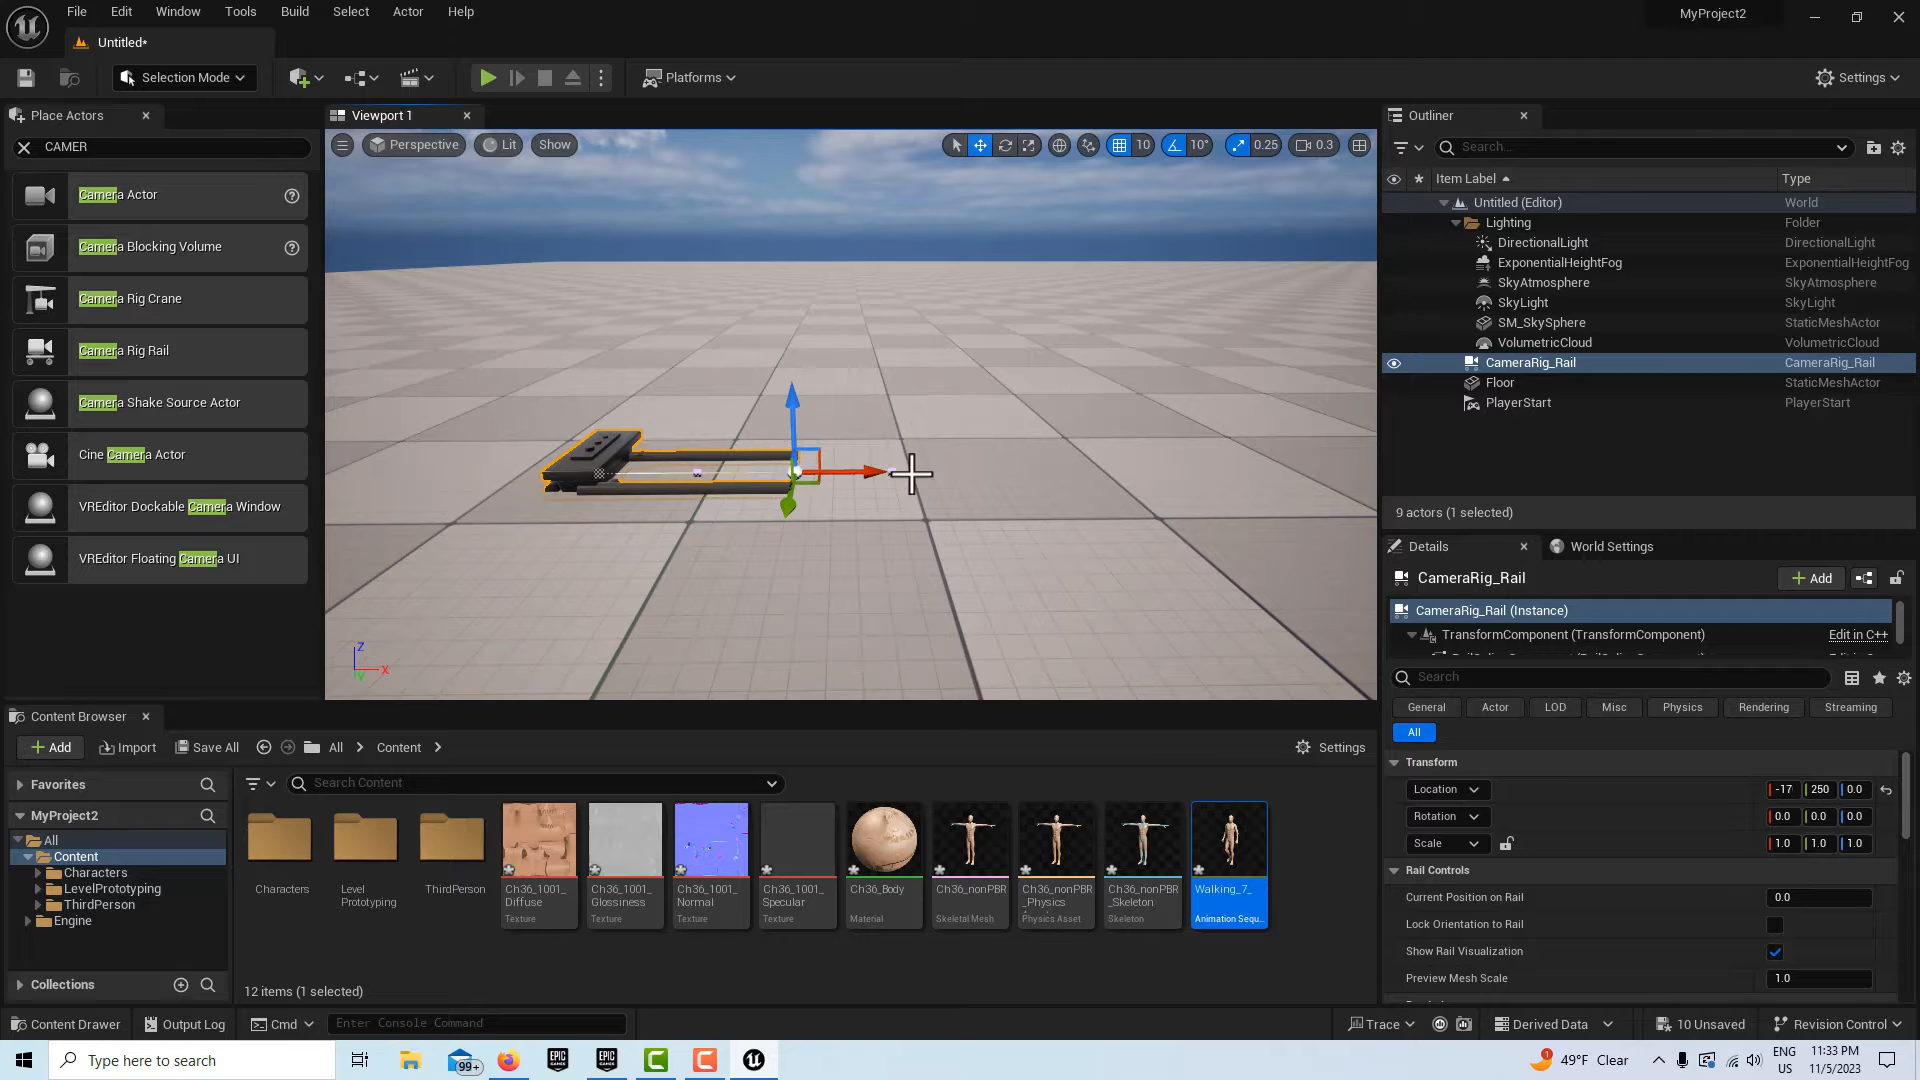 File Edit Window Tools Build Select Actor Help
MyProject2
Untitled*
Selection Mode
Platforms
Settings
Place Actors
CAMER
Camera Actor
Camera Blocking Volume
Camera Rig Crane
Camera Rig Rail
Camera Shake Source Actor
Cine Camera Actor
VREditor Dockable Camera Window
VREditor Floating Camera UI
Viewport 1
Perspective Lit Show
10 10° 0.25 0.3
Z
X
Y
Outliner
Search...
Item Label Type
Untitled (Editor) World
Lighting Folder
DirectionalLight DirectionalLight
ExponentialHeightFog ExponentialHeightFog
SkyAtmosphere SkyAtmosphere
SkyLight SkyLight
SM_SkySphere StaticMeshActor
VolumetricCloud VolumetricCloud
CameraRig_Rail CameraRig_Rail
Floor StaticMeshActor
PlayerStart PlayerStart
9 actors (1 selected)
Details World Settings
CameraRig_Rail
Add
CameraRig_Rail (Instance)
TransformComponent (TransformComponent) Edit in C++
Search
General Actor LOD Misc Physics Rendering Streaming
All
Transform
Location -17 250 0.0
Rotation 0.0 0.0 0.0
Scale 1.0 1.0 1.0
Rail Controls
Current Position on Rail 0.0
Lock Orientation to Rail
Show Rail Visualization
Preview Mesh Scale 1.0
Content Browser
Add Import Save All All Content
Settings
Favorites
MyProject2
All
Content
Characters
LevelPrototyping
ThirdPerson
Engine
Collections
Search Content
Characters
Level
Prototyping
ThirdPerson
Ch36_1001_
Diffuse
Texture
Ch36_1001_
Glossiness
Texture
Ch36_1001_
Normal
Texture
Ch36_1001_
Specular
Texture
Ch36_Body
Material
Ch36_nonPBR
Skeletal Mesh
Ch36_nonPBR
_Physics
Physics Asset
Ch36_nonPBR
_Skeleton
Skeleton
Walking_7_
Animation Sequ...
12 items (1 selected)
Content Drawer Output Log Cmd Enter Console Command
Trace Derived Data 10 Unsaved Revision Control
Type here to search
99+
1
49°F Clear
ENG
US
11:33 PM
11/5/2023